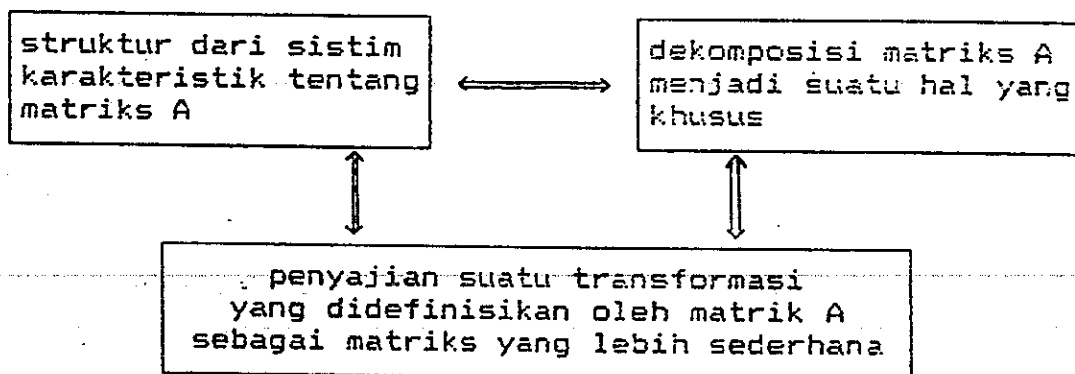 struktur dari sistim
karakteristik tentang
matriks A
dekomposisi matriks A
menjadi suatu hal yang
khusus
penyajian suatu transformasi
yang didefinisikan oleh matrik A
sebagai matriks yang lebih sederhana